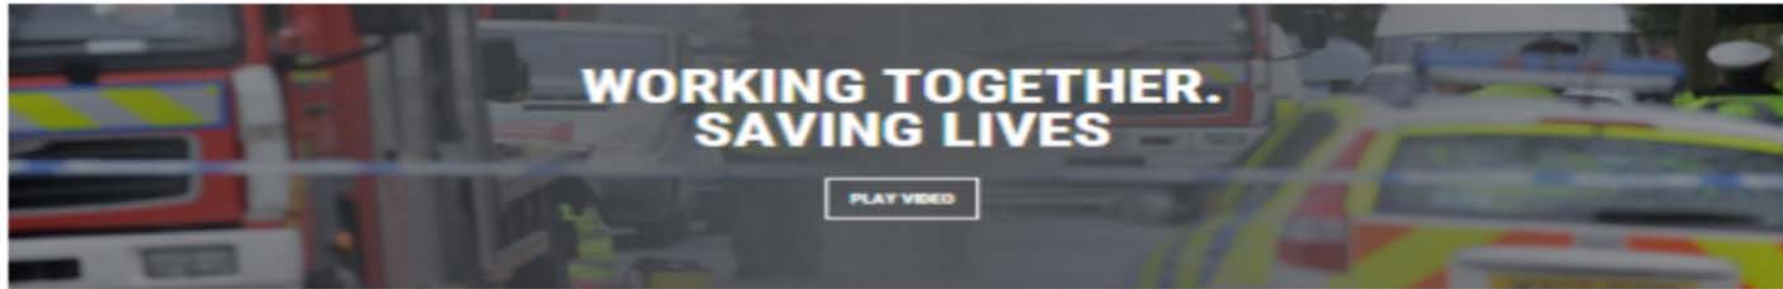 WORKING TOGETHER.
SAVING LIVES
PLAY VIDEO